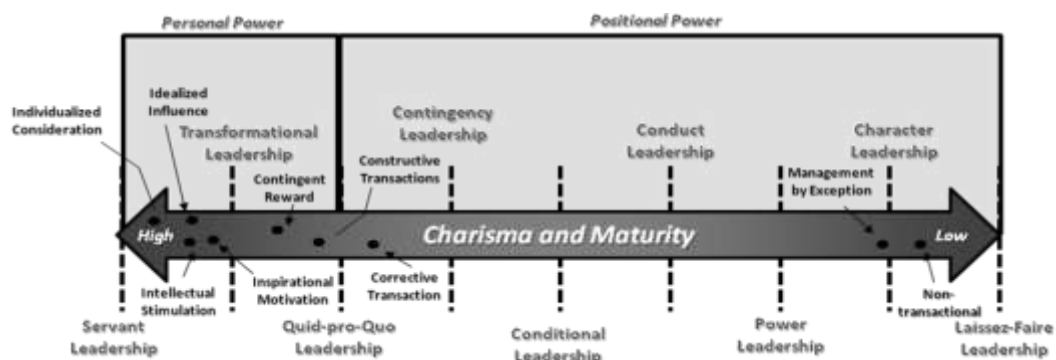 Personal Power
Positional Power
Individualized
Consideration
Idealized
Influence
Transformational
Leadership
Contingent
Reward
Contingency
Leadership
Constructive
Transactions
Conduct
Leadership
Character
Leadership
Management
by Exception
High
Charisma and Maturity
Low
Intellectual
Stimulation
Inspirational
Motivation
Corrective
Transaction
Non-
transactional
Servant
Leadership
Quid-pro-Quo
Leadership
Conditional
Leadership
Power
Leadership
Laissez-Faire
Leadership